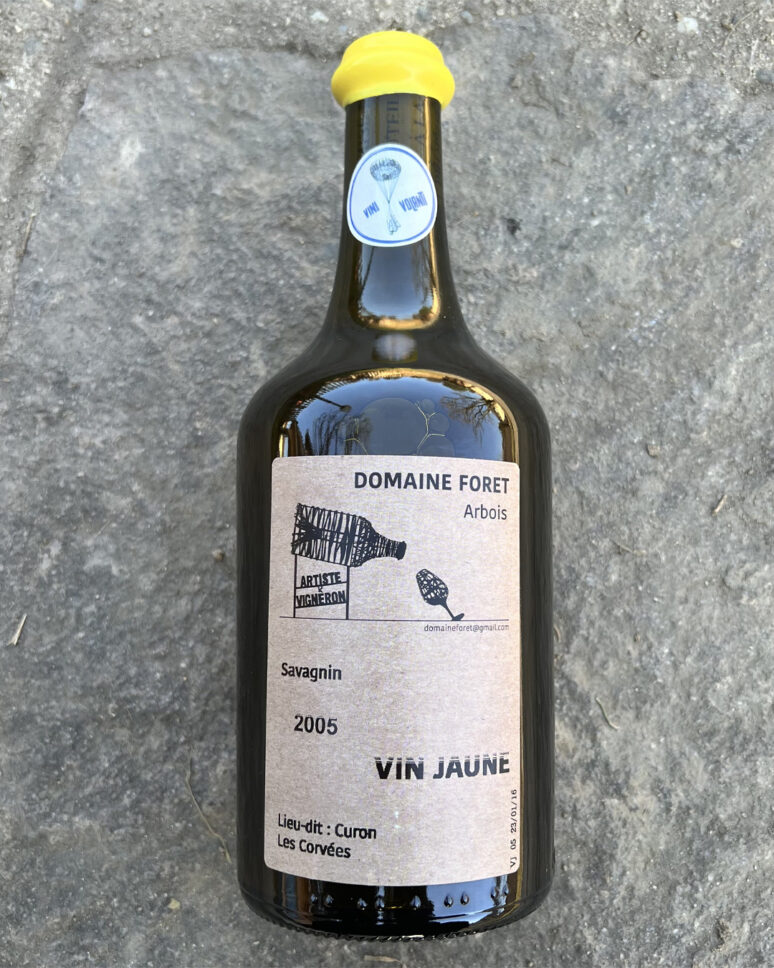 VINI VOLANTI
DOMAINE FORET
Arbois
ARTISTE
&
VIGNERON
domaineforet@gmail.com
Savagnin
2005
VIN JAUNE
Lieu-dit : Curon
Les Corvées
VJ 05 23/01/16